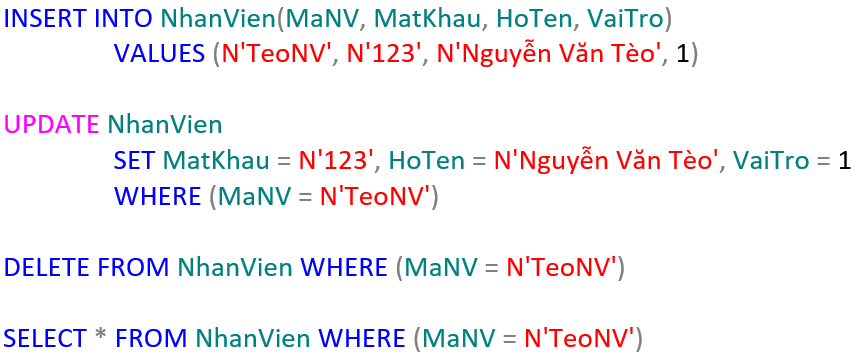 INSERT INTO NhanVien(MaNV, MatKhau, HoTen, VaiTro)
VALUES (N'TeoNV', N'123', N'Nguyễn Văn Tèo', 1)
UPDATE NhanVien
SET MatKhau = N'123', HoTen = N'Nguyễn Văn Tèo', VaiTro = 1
WHERE (MaNV = N'TeoNV')
DELETE FROM NhanVien WHERE (MaNV = N'TeoNV')
SELECT * FROM NhanVien WHERE (MaNV = N'TeoNV')